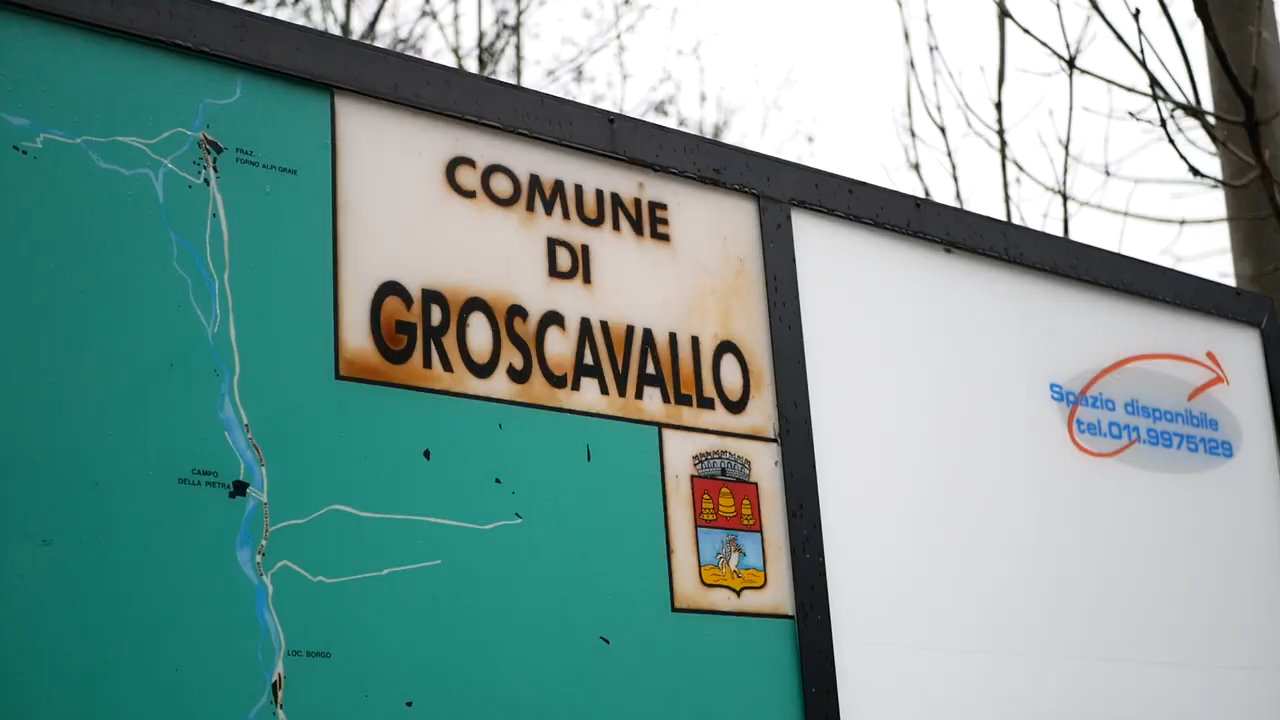 FRAZ.
FORNO ALPI GRAIE
COMUNE
DI
GROSCAVALLO
Spazio disponibile
tel.011.9975129
CAMPO
DELLA PIETRA
LOC. BORGO